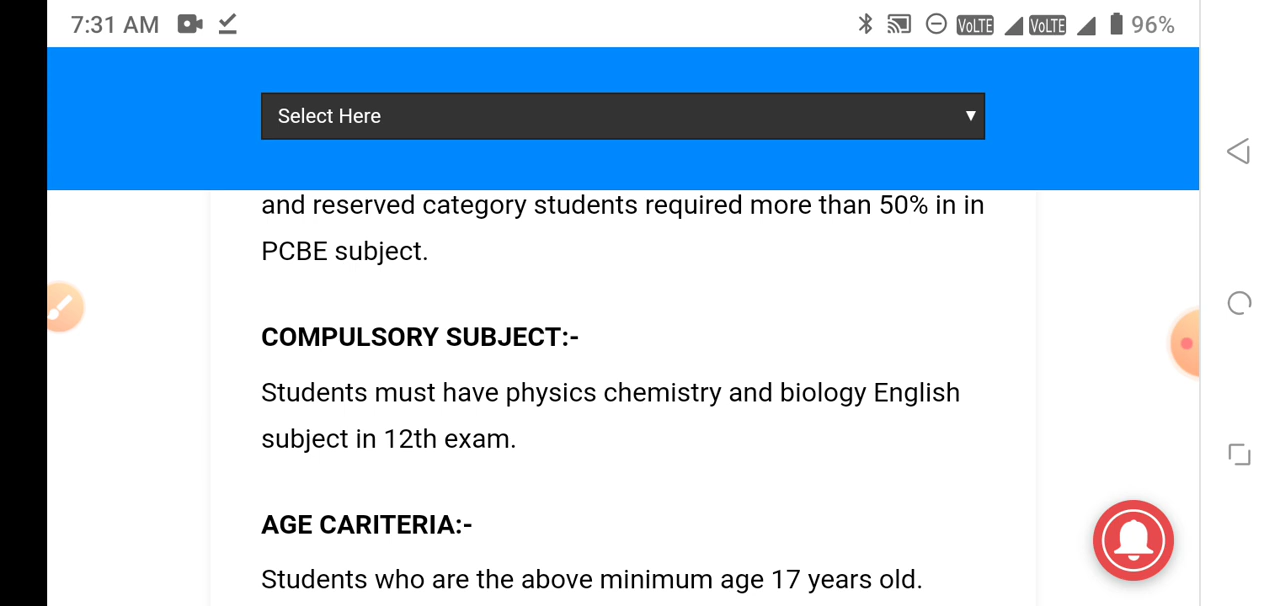 7:31 AM VoLTE VoLTE 96%
Select Here
and reserved category students required more than 50% in in
PCBE subject.
COMPULSORY SUBJECT:-
Students must have physics chemistry and biology English
subject in 12th exam.
AGE CARITERIA:-
Students who are the above minimum age 17 years old.